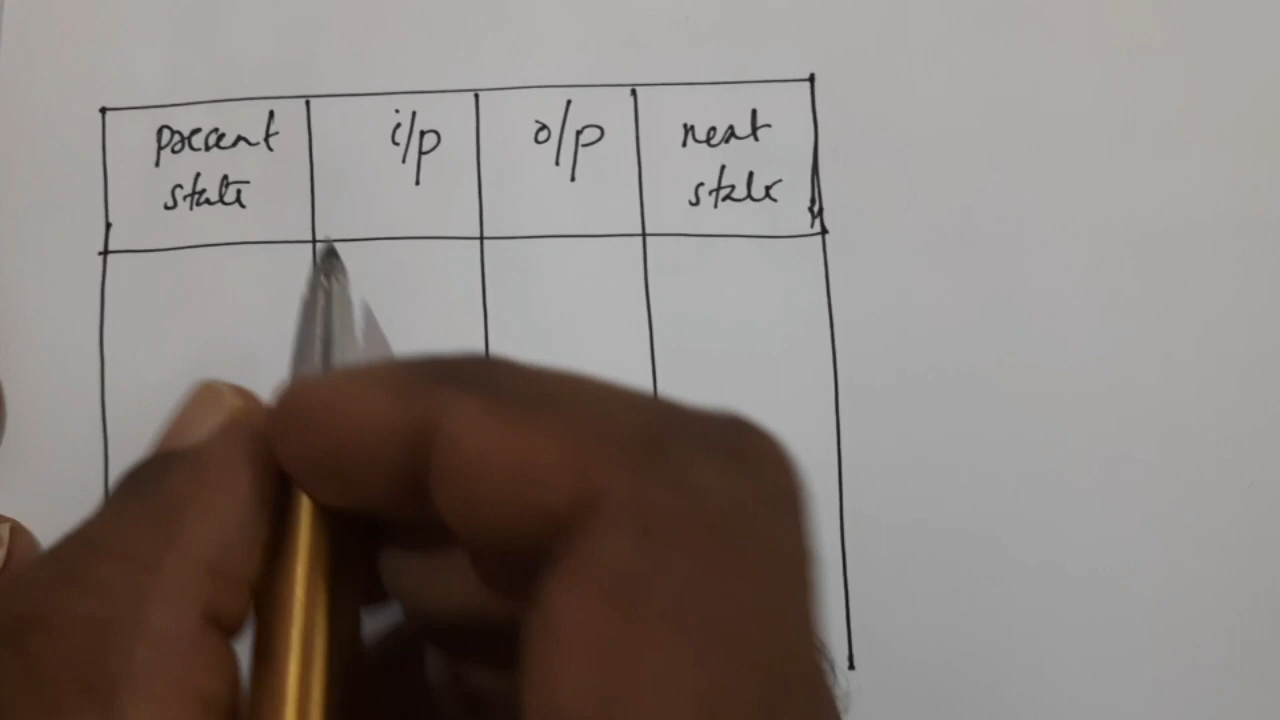 present
state
i/p
o/p
next
state